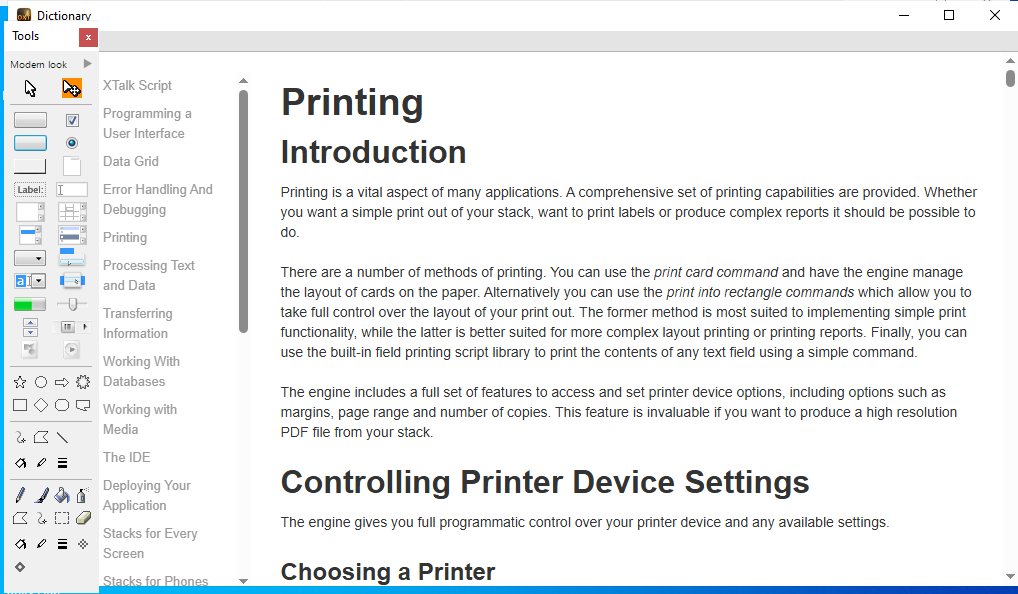 Dictionary
Tools
x
Modern look
Label:
a
XTalk Script
Programming a
User Interface
Data Grid
Error Handling And
Debugging
Printing
Processing Text
and Data
Transferring
Information
Working With
Databases
Working with
Media
The IDE
Deploying Your
Application
Stacks for Every
Screen
Stacks for Phones
Printing
Introduction
Printing is a vital aspect of many applications. A comprehensive set of printing capabilities are provided. Whether
you want a simple print out of your stack, want to print labels or produce complex reports it should be possible to
do.
There are a number of methods of printing. You can use the print card command and have the engine manage
the layout of cards on the paper. Alternatively you can use the print into rectangle commands which allow you to
take full control over the layout of your print out. The former method is most suited to implementing simple print
functionality, while the latter is better suited for more complex layout printing or printing reports. Finally, you can
use the built-in field printing script library to print the contents of any text field using a simple command.
The engine includes a full set of features to access and set printer device options, including options such as
margins, page range and number of copies. This feature is invaluable if you want to produce a high resolution
PDF file from your stack.
Controlling Printer Device Settings
The engine gives you full programmatic control over your printer device and any available settings.
Choosing a Printer